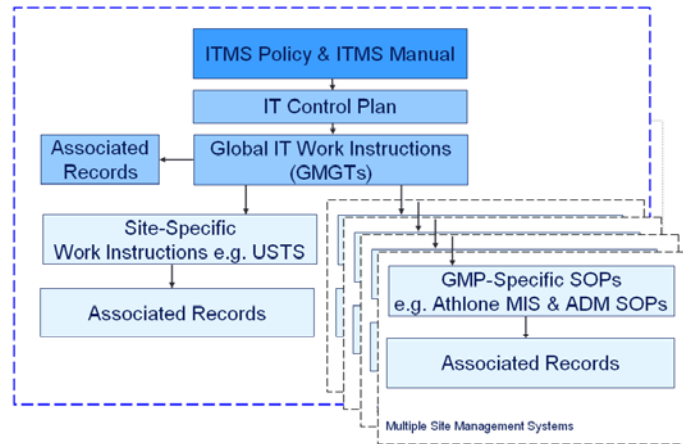 ITMS Policy & ITMS Manual
IT Control Plan
Associated
Records
Global IT Work Instructions
(GMGTs)
Site-Specific
Work Instructions e.g. USTS
Associated Records
GMP-Specific SOPs
e.g. Athlone MIS & ADM SOPs
Associated Records
Multiple Site Management Systems